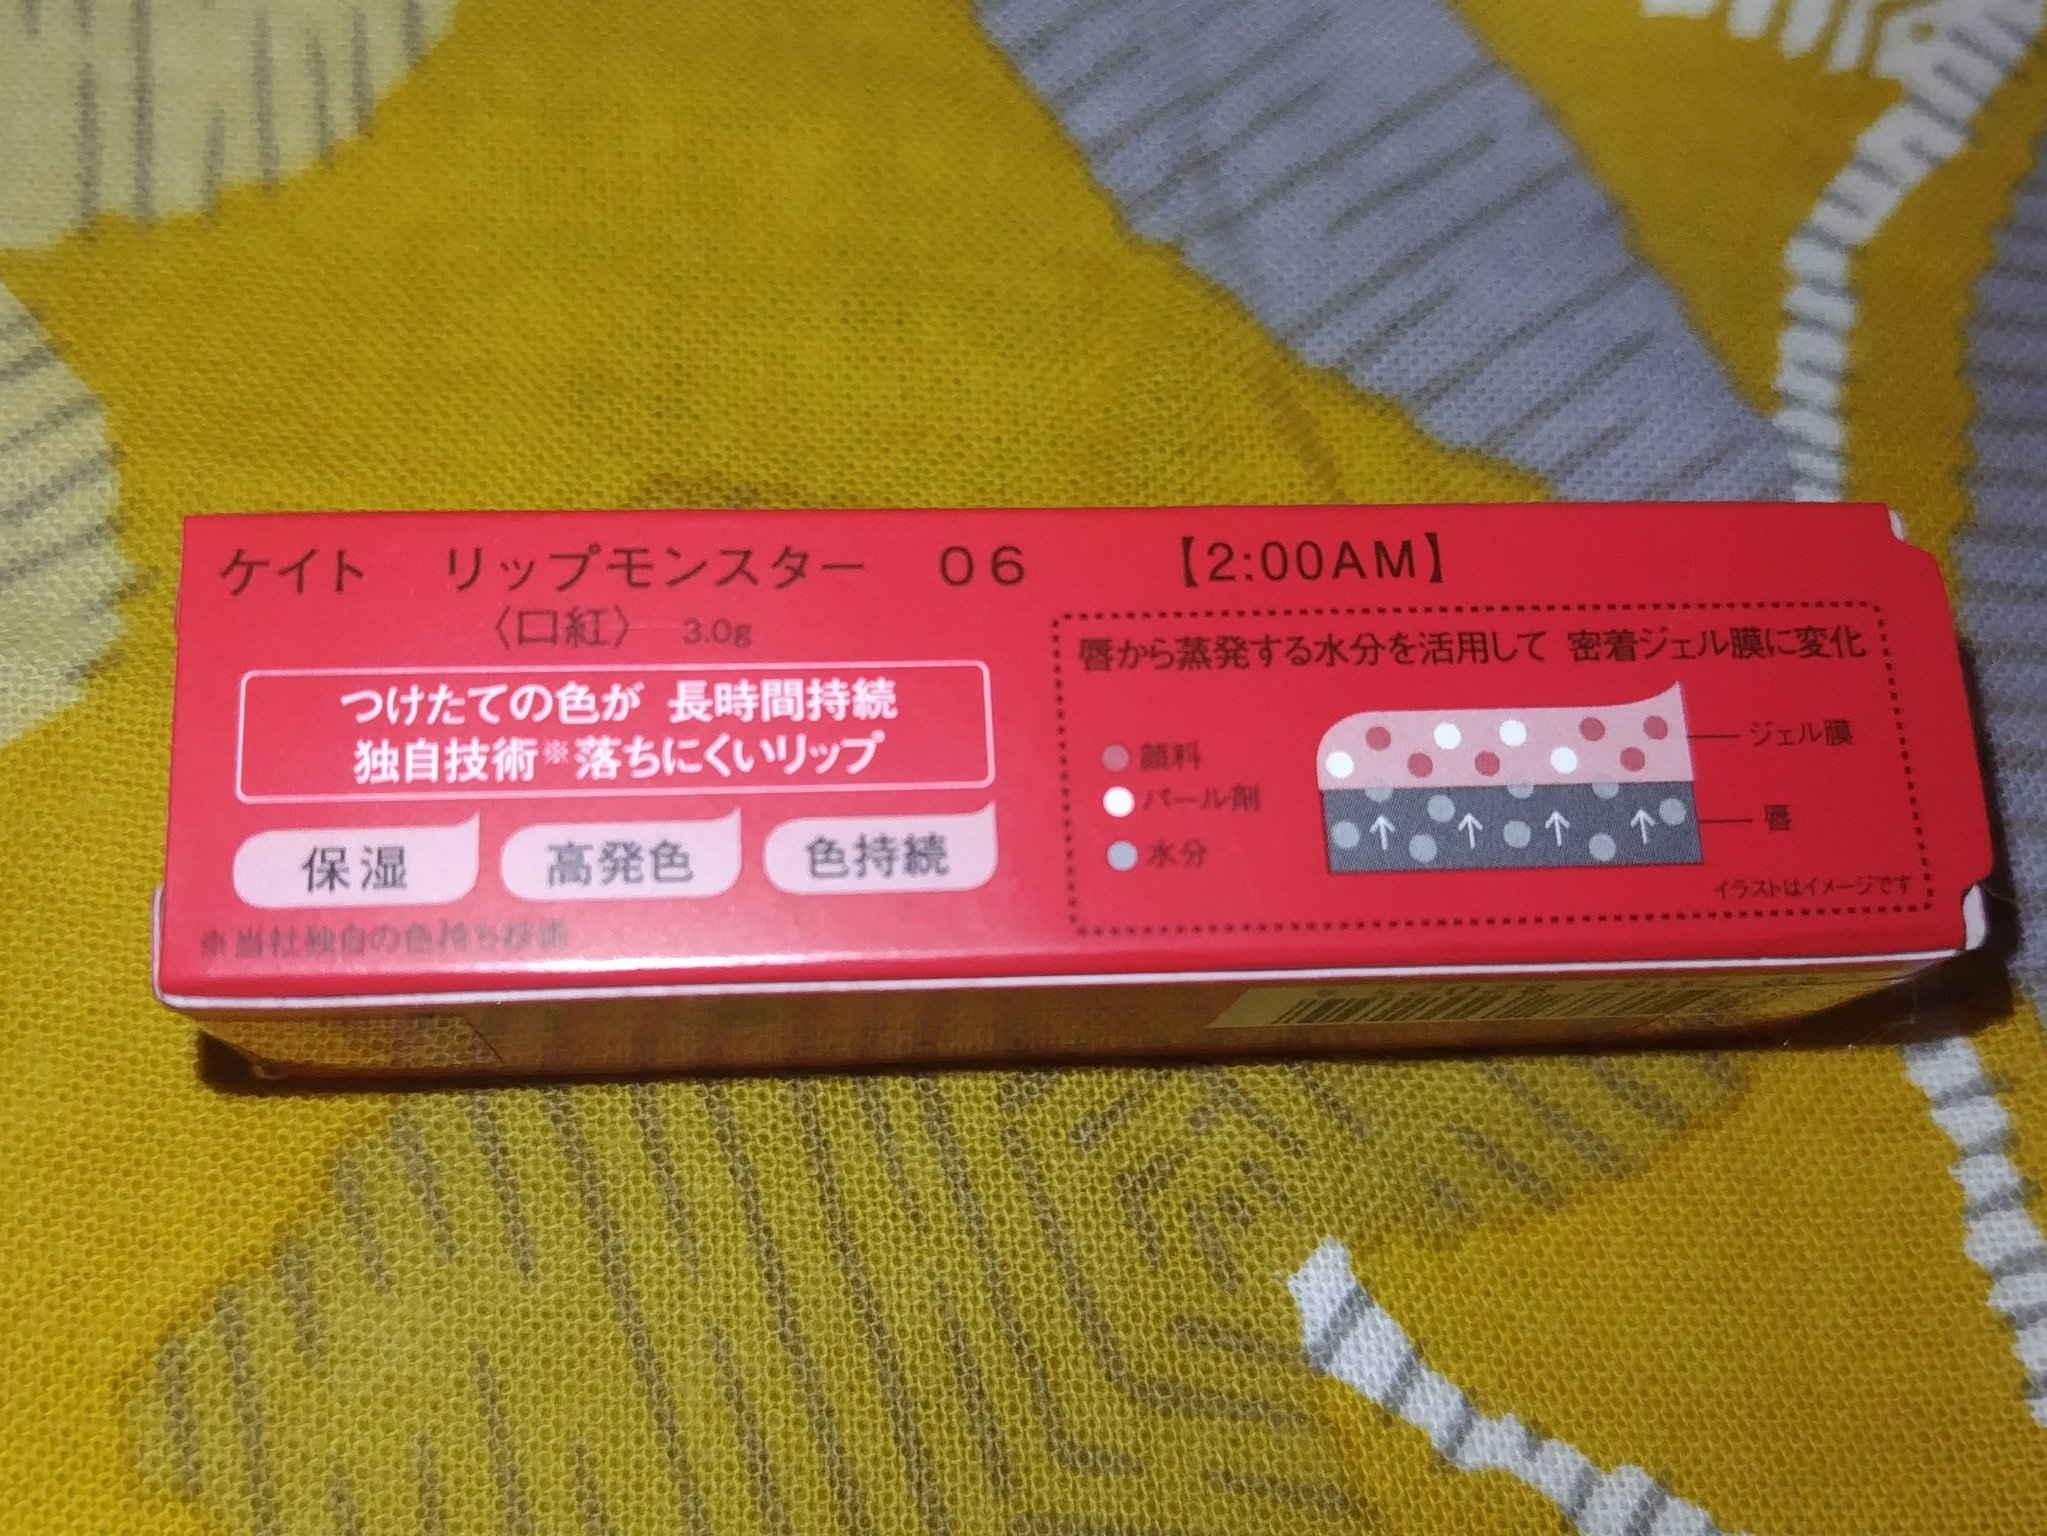 ケイト　リップモンスター　06　【2:00AM】
〈口紅〉　3.0g
つけたての色が 長時間持続
独自技術※落ちにくいリップ
保湿
高発色
色持続
※当社独自の色持ち技術
唇から蒸発する水分を活用して 密着ジェル膜に変化
顔料
パール剤
水分
ジェル膜
唇
イラストはイメージです